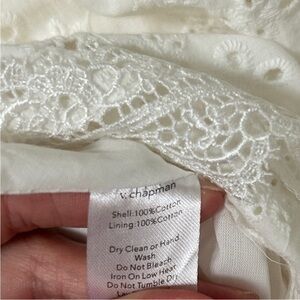 v. chapman
Shell:100%Cotton
Lining:100%Cotton
Dry Clean or Hand
Wash
Do Not Bleach
Iron On Low Heat
Do Not Tumble Dry